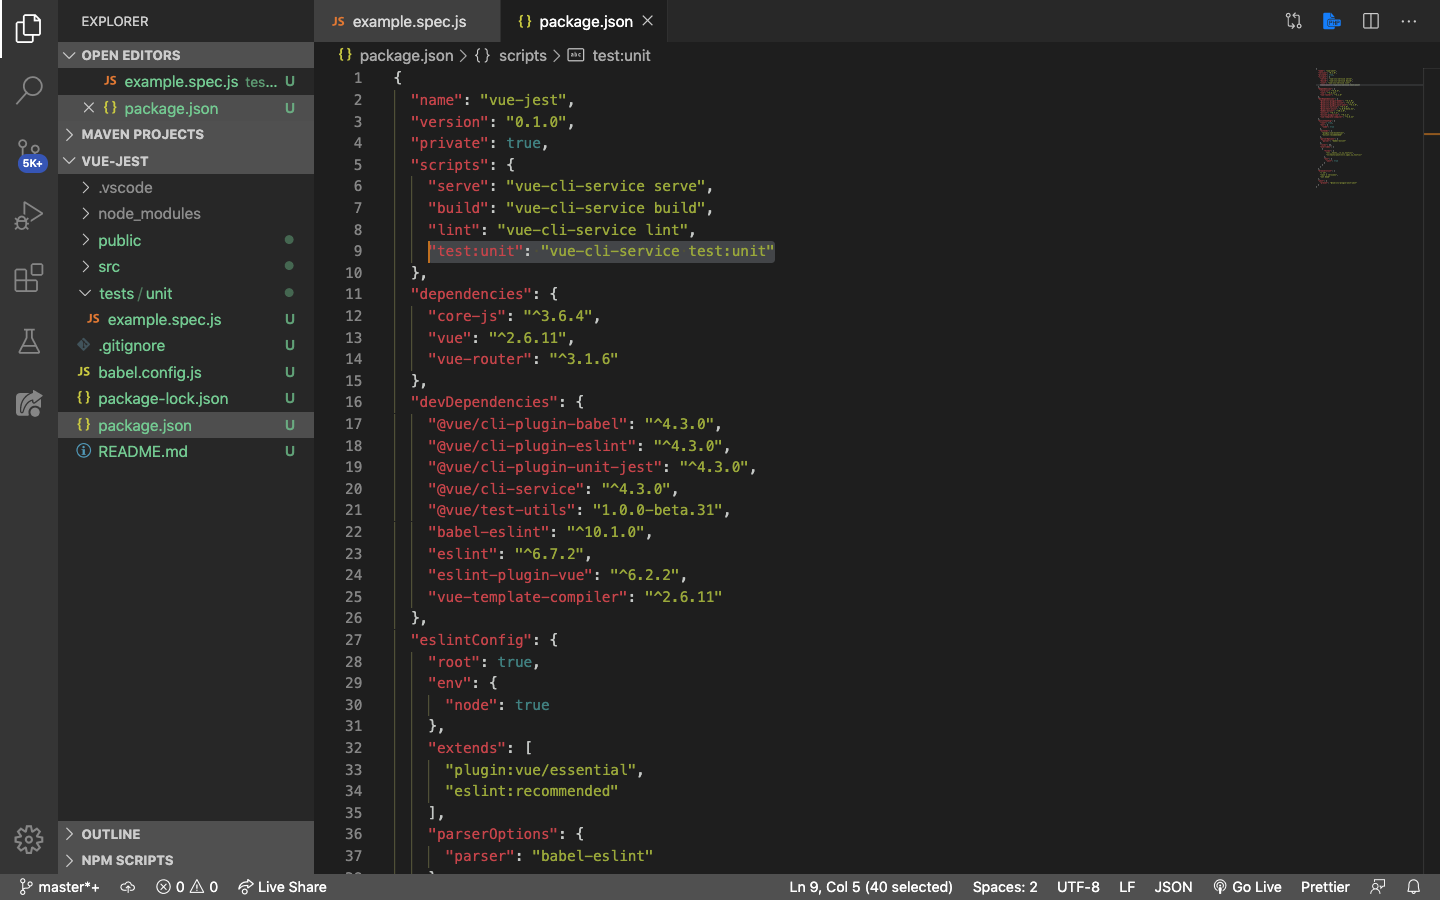 EXPLORER
OPEN EDITORS
JS example.spec.js tes... U
{} package.json U
MAVEN PROJECTS
5K+
VUE-JEST
.vscode
node_modules
public
src
tests / unit
JS example.spec.js U
.gitignore U
JS babel.config.js U
{} package-lock.json U
{} package.json U
README.md U
OUTLINE
NPM SCRIPTS
JS example.spec.js
{} package.json
{} package.json > {} scripts > abc test:unit
1 {
2 "name": "vue-jest",
3 "version": "0.1.0",
4 "private": true,
5 "scripts": {
6 "serve": "vue-cli-service serve",
7 "build": "vue-cli-service build",
8 "lint": "vue-cli-service lint",
9 "test:unit": "vue-cli-service test:unit"
10 },
11 "dependencies": {
12 "core-js": "^3.6.4",
13 "vue": "^2.6.11",
14 "vue-router": "^3.1.6"
15 },
16 "devDependencies": {
17 "@vue/cli-plugin-babel": "^4.3.0",
18 "@vue/cli-plugin-eslint": "^4.3.0",
19 "@vue/cli-plugin-unit-jest": "^4.3.0",
20 "@vue/cli-service": "^4.3.0",
21 "@vue/test-utils": "1.0.0-beta.31",
22 "babel-eslint": "^10.1.0",
23 "eslint": "^6.7.2",
24 "eslint-plugin-vue": "^6.2.2",
25 "vue-template-compiler": "^2.6.11"
26 },
27 "eslintConfig": {
28 "root": true,
29 "env": {
30 "node": true
31 },
32 "extends": [
33 "plugin:vue/essential",
34 "eslint:recommended"
35 ],
36 "parserOptions": {
37 "parser": "babel-eslint"
master*+ 0 0 Live Share Ln 9, Col 5 (40 selected) Spaces: 2 UTF-8 LF JSON Go Live Prettier